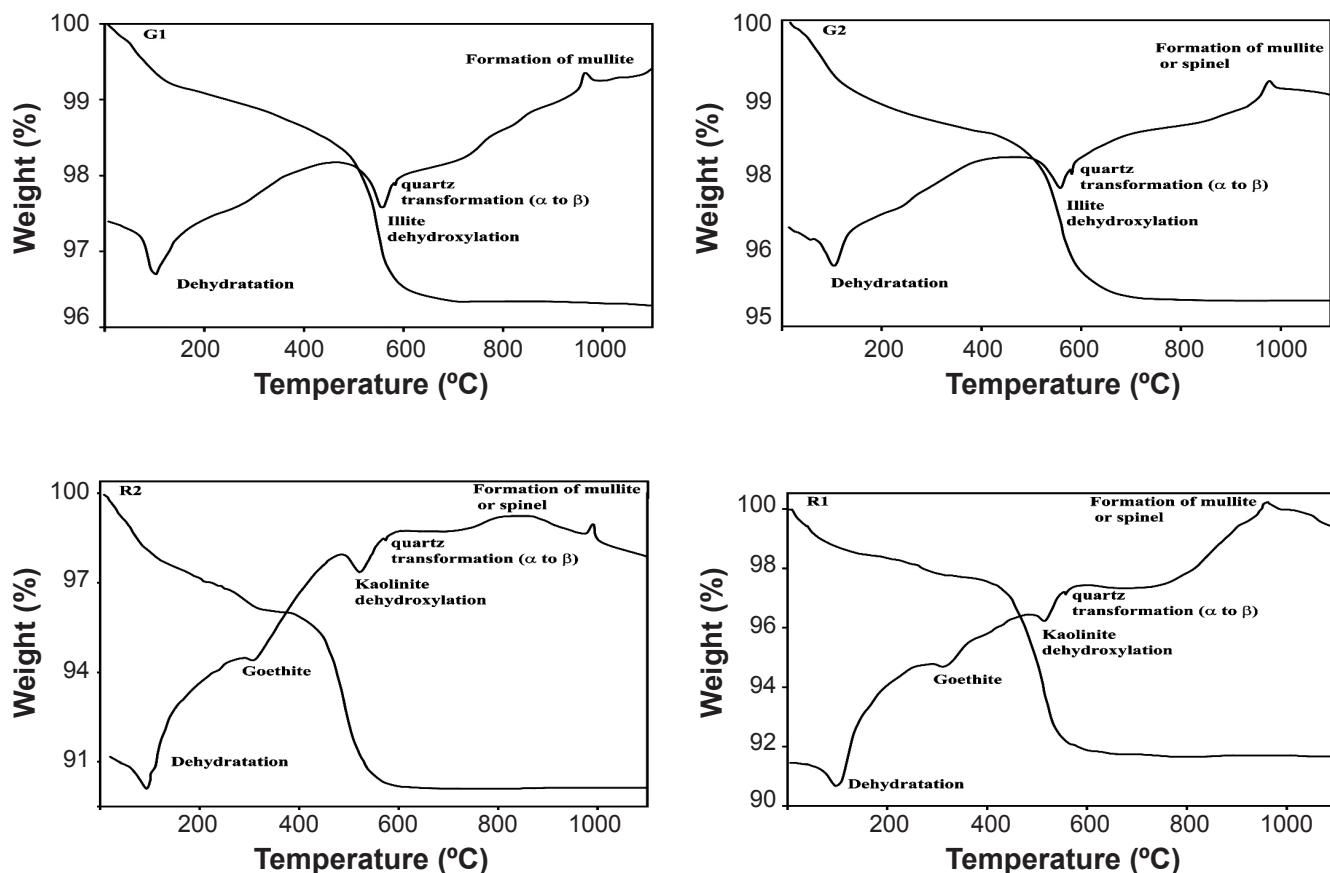 G1
100
99
98
97
96
Weight (%)
Formation of mullite
quartz
transformation (α to β)
Illite
dehydroxylation
Dehydratation
200
400
600
800
1000
Temperature (ºC)
G2
100
99
98
96
95
Weight (%)
Formation of mullite
or spinel
quartz
transformation (α to β)
Illite
dehydroxylation
Dehydratation
200
400
600
800
1000
Temperature (ºC)
R2
100
97
94
91
Weight (%)
Formation of mullite
or spinel
quartz
transformation (α to β)
Kaolinite
dehydroxylation
Goethite
Dehydratation
200
400
600
800
1000
Temperature (ºC)
R1
100
98
96
94
92
90
Weight (%)
Formation of mullite
or spinel
quartz
transformation (α to β)
Kaolinite
dehydroxylation
Goethite
Dehydratation
200
400
600
800
1000
Temperature (ºC)